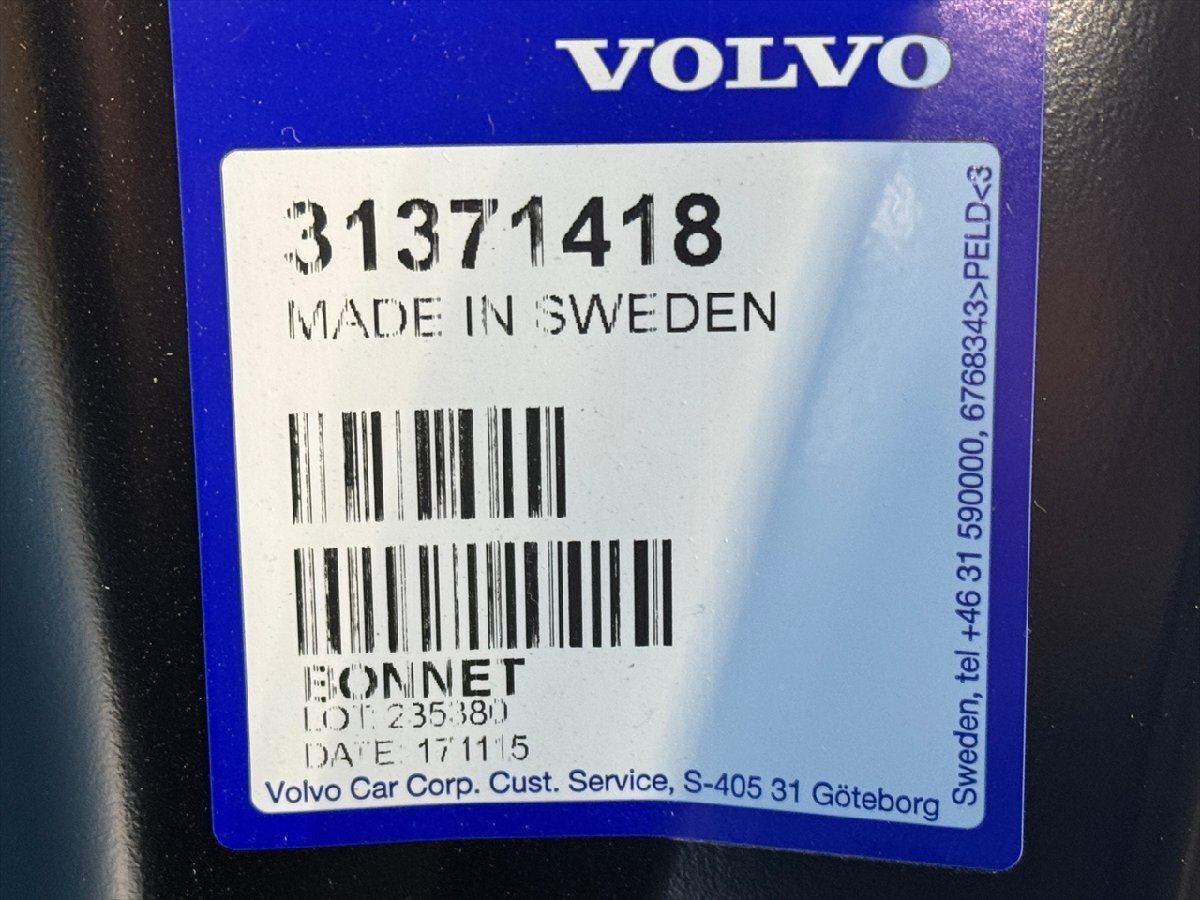 VOLVO
31371418
MADE IN SWEDEN
BONNET
LOT: 235380
DATE: 171115
Volvo Car Corp. Cust. Service, S-405 31 Göteborg
Sweden, tel +46 31 590000, 6768343>PELD<3